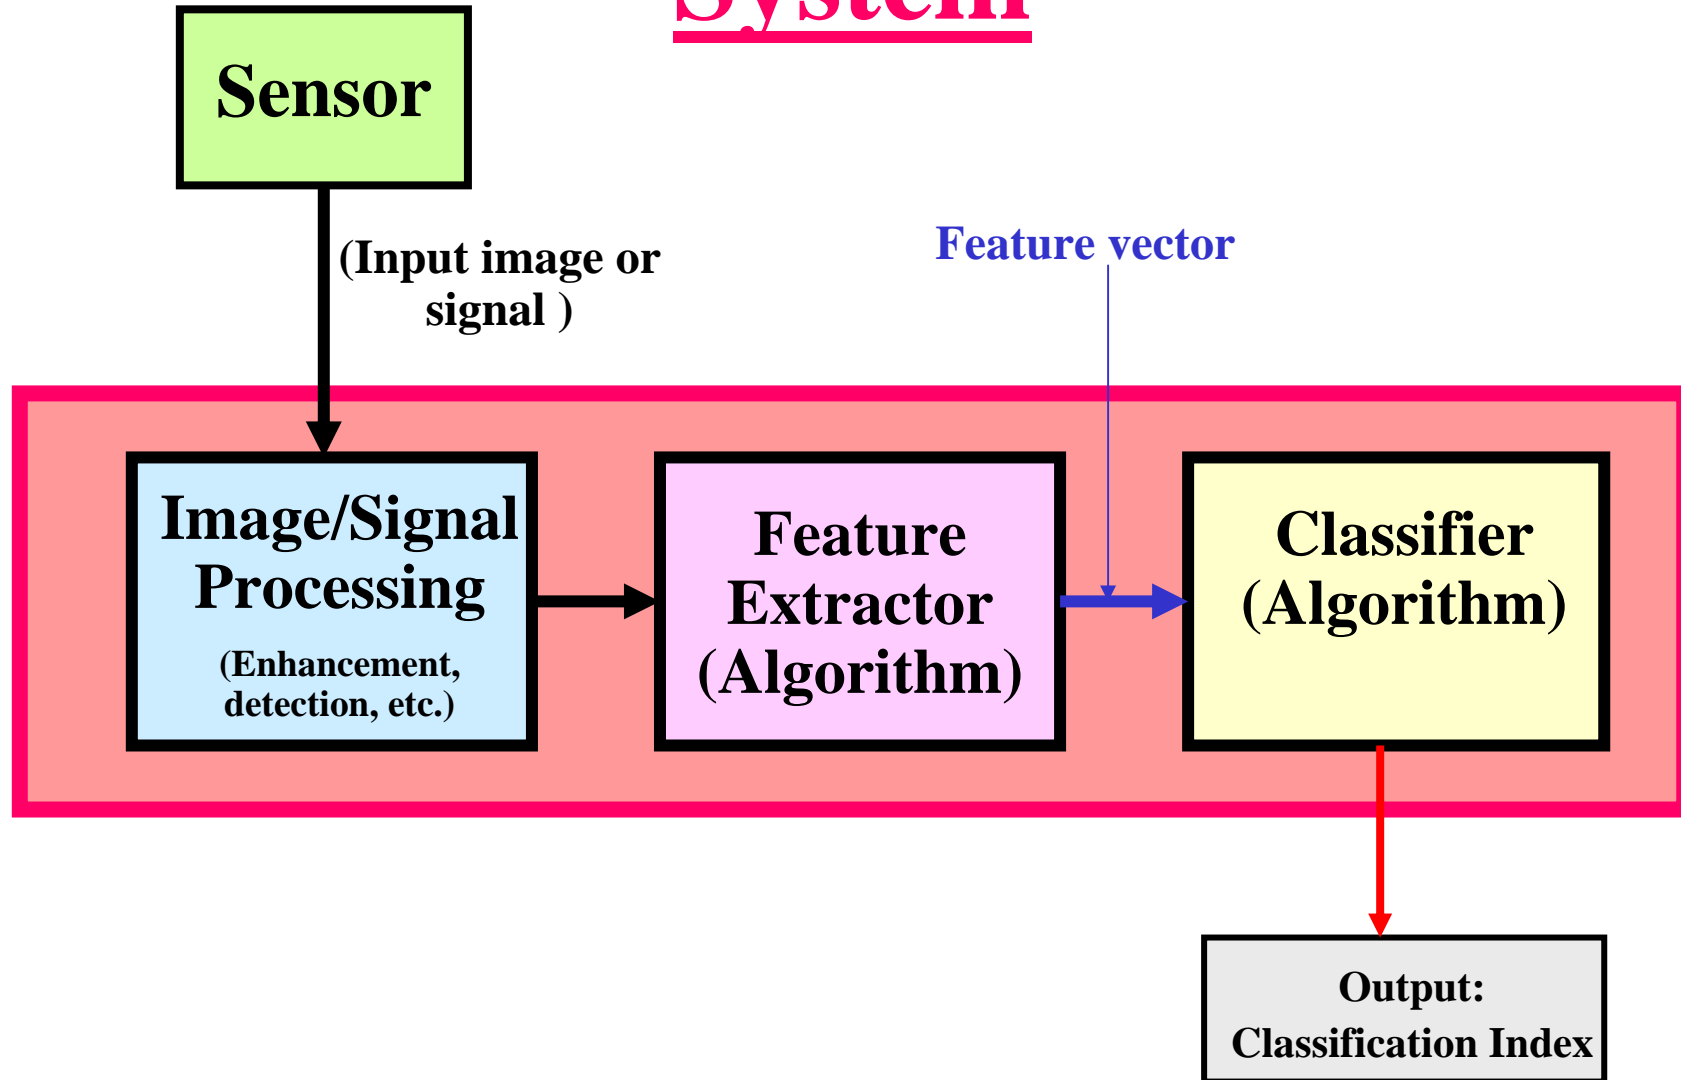 System
Sensor
(Input image or
signal )
Feature vector
Image/Signal
Processing
(Enhancement,
detection, etc.)
Feature
Extractor
(Algorithm)
Classifier
(Algorithm)
Output:
Classification Index